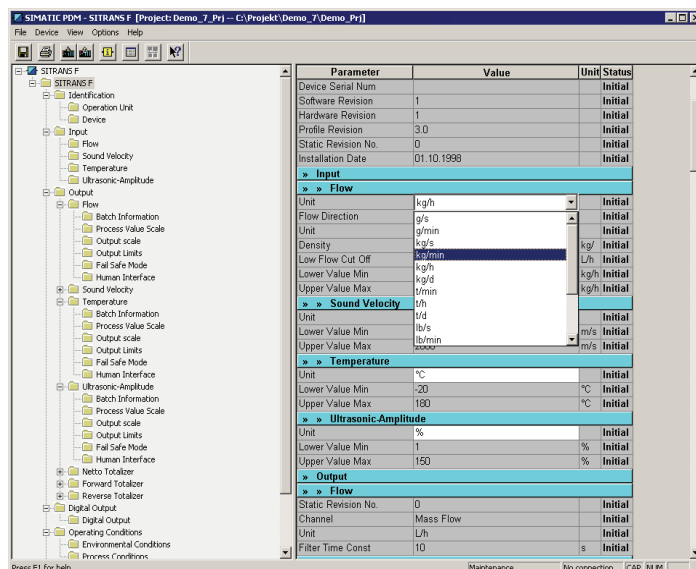 SIMATIC PDM - SITRANS F [Project: Demo_7_Prj -- C:\Projekt\Demo_7\Demo_Prj]
File Device View Options Help
SITRANS F
SITRANS F
Identification
Operation Unit
Device
Input
Flow
Sound Velocity
Temperature
Ultrasonic-Amplitude
Output
Flow
Batch Information
Process Value Scale
Output scale
Output Limits
Fail Safe Mode
Human Interface
Sound Velocity
Temperature
Batch Information
Process Value Scale
Output scale
Output Limits
Fail Safe Mode
Human Interface
Ultrasonic-Amplitude
Batch Information
Process Value Scale
Output scale
Output Limits
Fail Safe Mode
Human Interface
Netto Totalizer
Forward Totalizer
Reverse Totalizer
Digital Output
Digital Output
Operating Conditions
Environmental Conditions
Process Conditions
Parameter Value Unit Status
Device Serial Num Initial
Software Revision 1 Initial
Hardware Revision 1 Initial
Profile Revision 3.0 Initial
Static Revision No. 0 Initial
Installation Date 01.10.1998 Initial
» Input
» » Flow
Unit kg/h Initial
Flow Direction Initial
Unit Initial
Density kg/ Initial
Low Flow Cut Off L/h Initial
Lower Value Min kg/h Initial
Upper Value Max kg/h Initial
g/s
g/min
kg/s
kg/min
kg/h
kg/d
t/min
t/h
t/d
lb/s
lb/min
» » Sound Velocity
Unit Initial
Lower Value Min m/s Initial
Upper Value Max m/s Initial
» » Temperature
Unit °C Initial
Lower Value Min -20 °C Initial
Upper Value Max 180 °C Initial
» » Ultrasonic-Amplitude
Unit % Initial
Lower Value Min 1 % Initial
Upper Value Max 150 % Initial
» Output
» » Flow
Static Revision No. 0 Initial
Channel Mass Flow Initial
Unit L/h Initial
Filter Time Const 10 s Initial
Press F1 for help Maintenance No connection CAP NUM